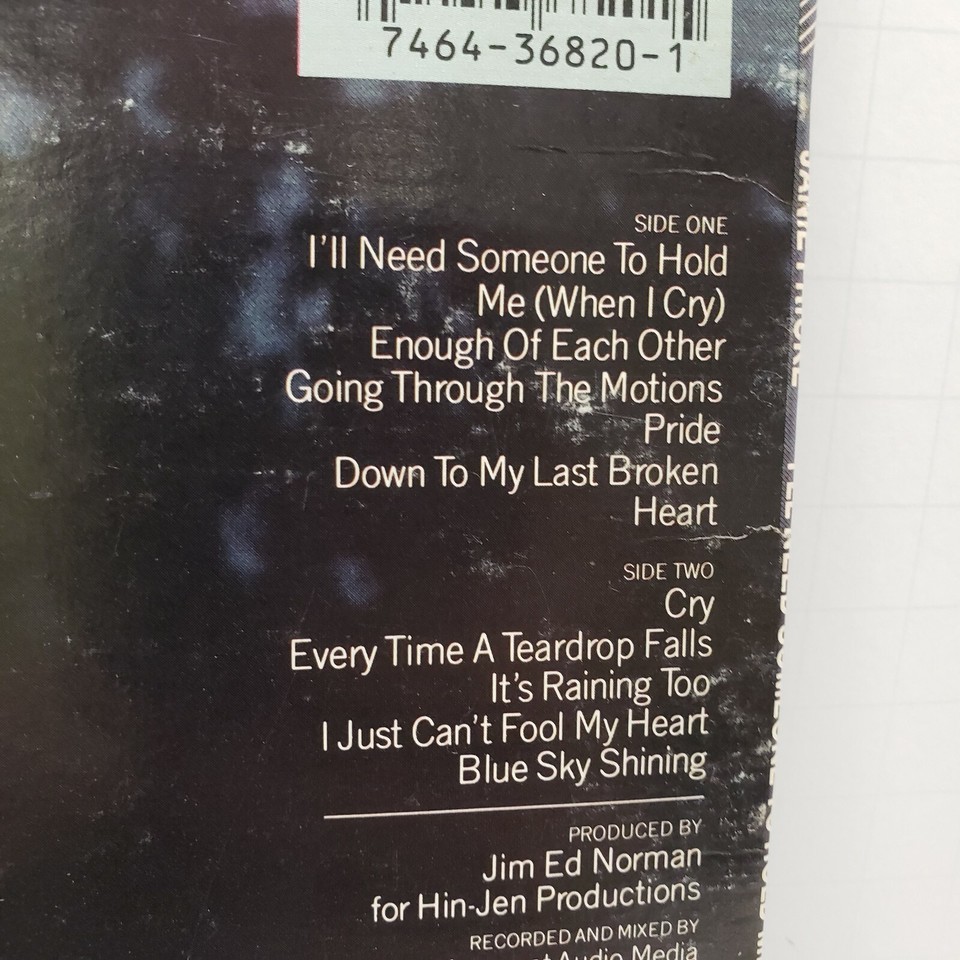 7464-36820-1
SIDE ONE
I'll Need Someone To Hold
Me (When I Cry)
Enough Of Each Other
Going Through The Motions
Pride
Down To My Last Broken
Heart
SIDE TWO
Cry
Every Time A Teardrop Falls
It's Raining Too
I Just Can't Fool My Heart
Blue Sky Shining
PRODUCED BY
Jim Ed Norman
for Hin-Jen Productions
RECORDED AND MIXED BY
Audio Media